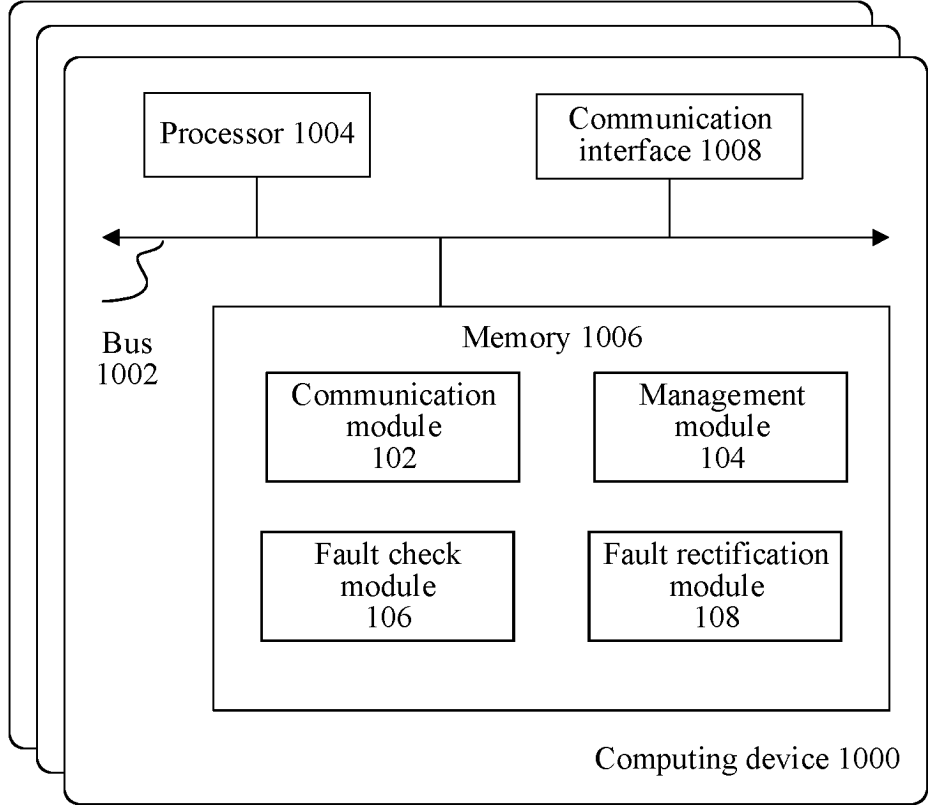 Processor 1004
Communication
interface 1008
Bus
1002
Memory 1006
Communication
module
102
Management
module
104
Fault check
module
106
Fault rectification
module
108
Computing device 1000